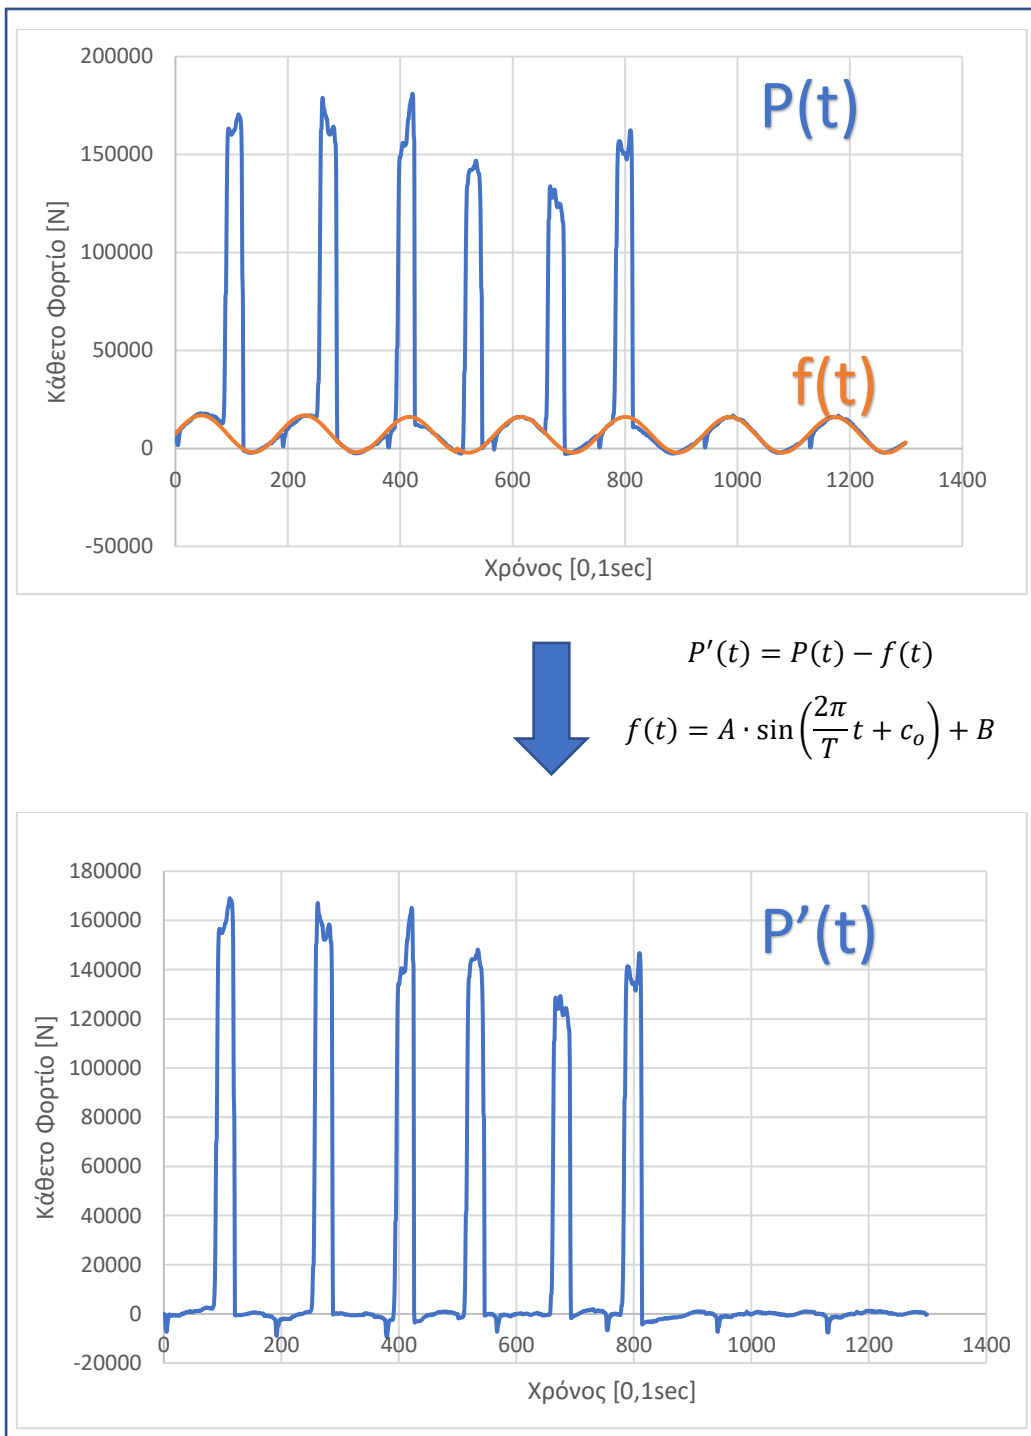 200000
150000
100000
50000
0
-50000
0 200 400 600 800 1000 1200 1400
Κάθετο Φορτίο [N]
Χρόνος [0,1sec]
P(t)
f(t)
P′(t) = P(t) − f(t)
f(t) = A · sin(2π/T t + c₀) + B
180000
160000
140000
120000
100000
80000
60000
40000
20000
0
-20000
0 200 400 600 800 1000 1200 1400
Κάθετο Φορτίο [N]
Χρόνος [0,1sec]
P’(t)